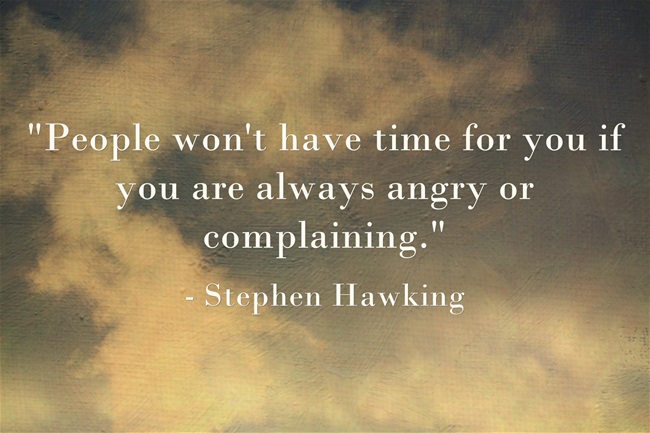 "People won't have time for you if
you are always angry or
complaining."
- Stephen Hawking